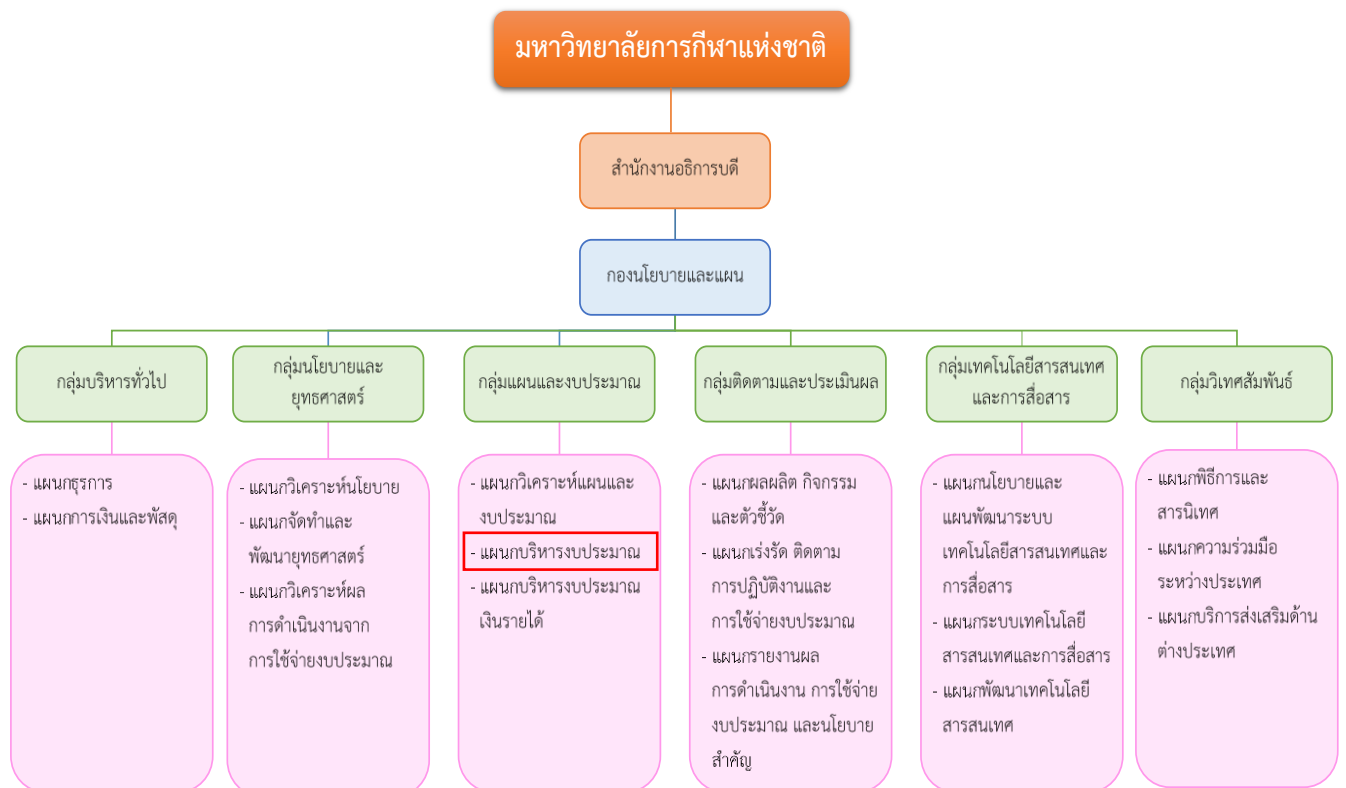 มหาวิทยาลัยการกีฬาแห่งชาติ
สำนักงานอธิการบดี
กองนโยบายและแผน
กลุ่มบริหารทั่วไป
- แผนกธุรการ
- แผนกการเงินและพัสดุ
กลุ่มนโยบายและ
ยุทธศาสตร์
- แผนกวิเคราะห์นโยบาย
- แผนกจัดทำและ
พัฒนายุทธศาสตร์
- แผนกวิเคราะห์ผล
การดำเนินงานจาก
การใช้จ่ายงบประมาณ
กลุ่มแผนและงบประมาณ
- แผนกวิเคราะห์แผนและ
งบประมาณ
- แผนกบริหารงบประมาณ
- แผนกบริหารงบประมาณ
เงินรายได้
กลุ่มติดตามและประเมินผล
- แผนกผลผลิต กิจกรรม
และตัวชี้วัด
- แผนกเร่งรัด ติดตาม
การปฏิบัติงานและ
การใช้จ่ายงบประมาณ
- แผนกรายงานผล
การดำเนินงาน การใช้จ่าย
งบประมาณ และนโยบาย
สำคัญ
กลุ่มเทคโนโลยีสารสนเทศ
และการสื่อสาร
- แผนกนโยบายและ
แผนพัฒนาระบบ
เทคโนโลยีสารสนเทศและ
การสื่อสาร
- แผนกระบบเทคโนโลยี
สารสนเทศและการสื่อสาร
- แผนกพัฒนาเทคโนโลยี
สารสนเทศ
กลุ่มวิเทศสัมพันธ์
- แผนกพิธีการและ
สารนิเทศ
- แผนกความร่วมมือ
ระหว่างประเทศ
- แผนกบริการส่งเสริมด้าน
ต่างประเทศ